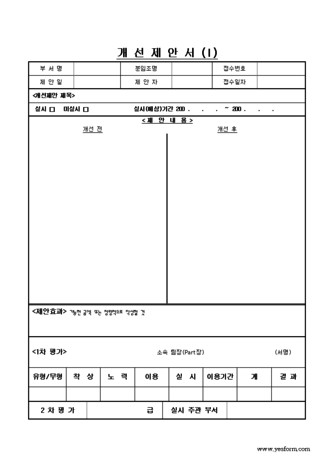 개 선 제 안 서 (1)
부 서 명 분임조명 접수번호
제 안 일 제 안 자 접수일자
<개선제안 제목>
실시 □ 미실시 □ 실시(예상)기간 200 . . . ~ 200 . . .
< 제 안 내 용 >
개선 전 개선 후
<제안효과> 가능한 금액 또는 정량적으로 작성할 것
<1차 평가> 소속 팀장(Part장) (서명)
유형/무형 착 상 노 력 이용 실 시 이용기간 계 결 과
2 차 평 가 급 실시 주관 부서
www.yesform.com